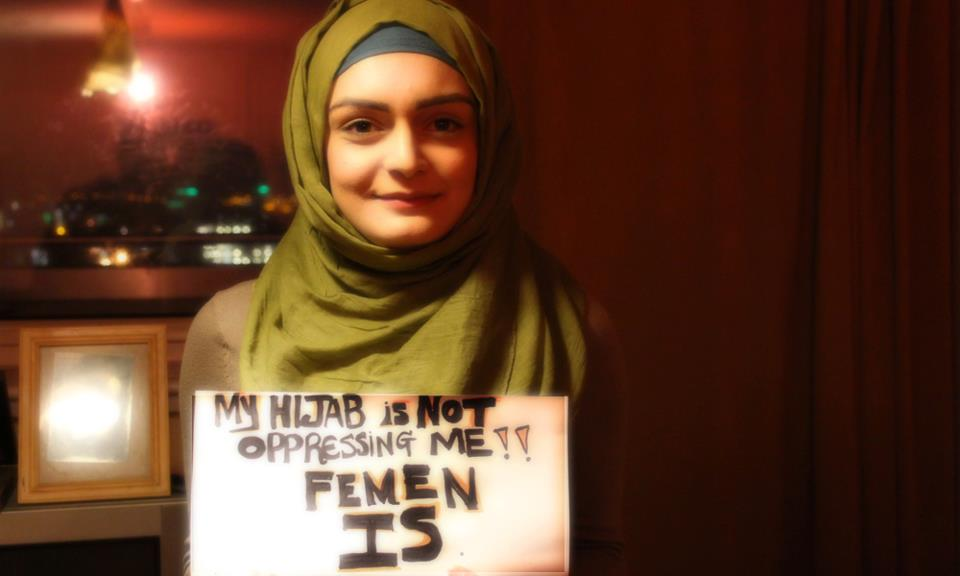 MY HIJAB is NOT
OPPRESSING ME!!
FEMEN
IS